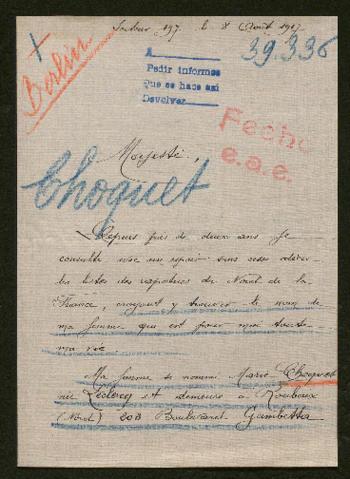 Secteur 197 le 8 Août 1917
39.336
Berlin
A
Pedir informes
Que se hace así
Devolver
Fecho
e.a.e.
Majesté,
Choquet
Depuis près de deux ans je
consulte avec un espoir sans cesse
les listes des rapatriés du Nord de la
France, croyant y trouver le nom de
ma femme qui est pour moi toute
ma vie
Ma femme se nomme Marie Choquet
née Leclercq et demeure à Roubaix
(Nord) 208 Boulevard Gambetta